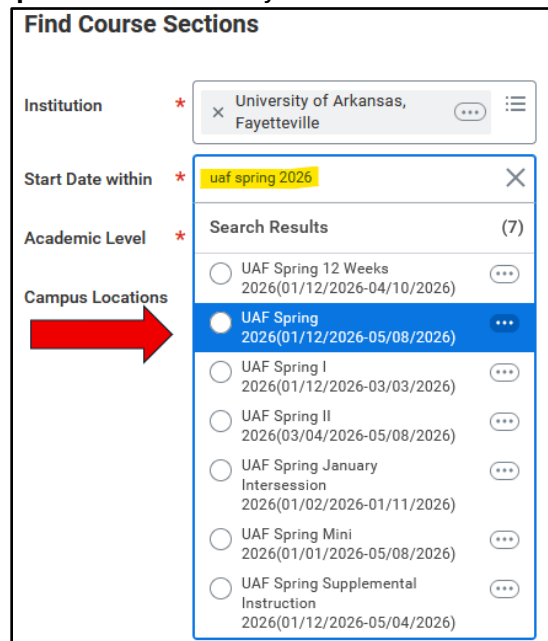 Find Course Sections
Institution *
× University of Arkansas,
Fayetteville
Start Date within *
uaf spring 2026
Academic Level *
Campus Locations
Search Results (7)
UAF Spring 12 Weeks
2026(01/12/2026-04/10/2026)
UAF Spring
2026(01/12/2026-05/08/2026)
UAF Spring I
2026(01/12/2026-03/03/2026)
UAF Spring II
2026(03/04/2026-05/08/2026)
UAF Spring January
Intersession
2026(01/02/2026-01/11/2026)
UAF Spring Mini
2026(01/01/2026-05/08/2026)
UAF Spring Supplemental
Instruction
2026(01/12/2026-05/04/2026)